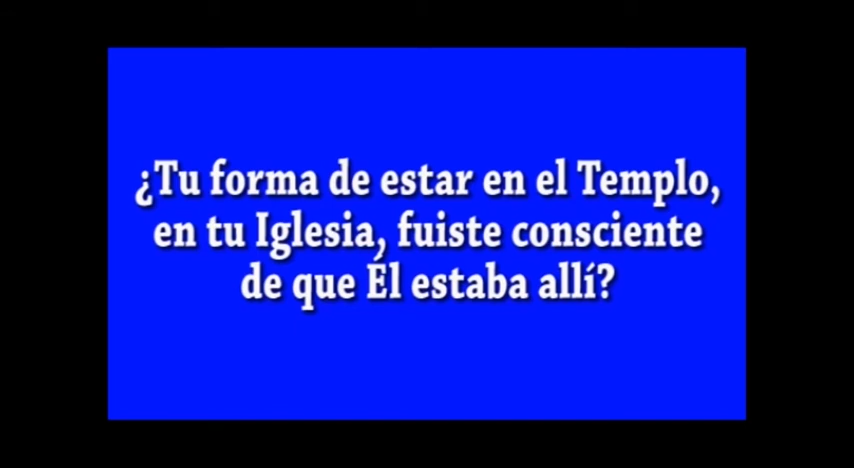 ¿Tu forma de estar en el Templo,
en tu Iglesia, fuiste consciente
de que Él estaba allí?